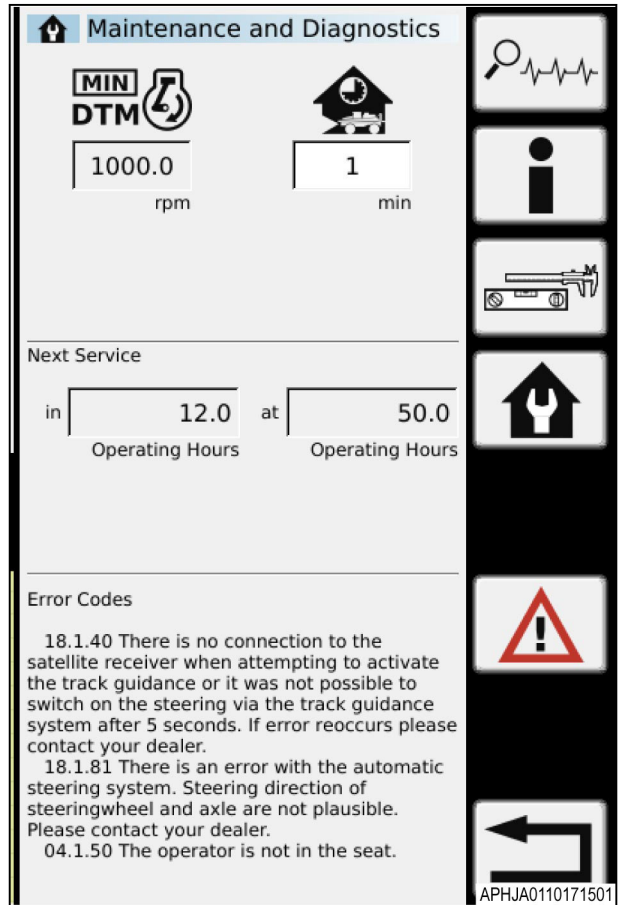 Maintenance and Diagnostics
MIN
DTM
1000.0
rpm
1
min
Next Service
in 12.0 at 50.0
Operating Hours Operating Hours
Error Codes
18.1.40 There is no connection to the
satellite receiver when attempting to activate
the track guidance or it was not possible to
switch on the steering via the track guidance
system after 5 seconds. If error reoccurs please
contact your dealer.
18.1.81 There is an error with the automatic
steering system. Steering direction of
steeringwheel and axle are not plausible.
Please contact your dealer.
04.1.50 The operator is not in the seat.
APHJA0110171501